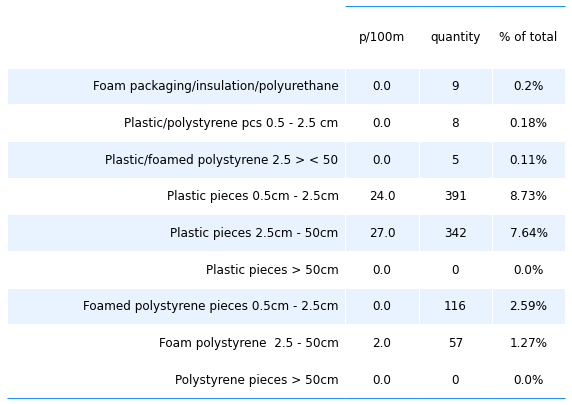 p/100m quantity % of total
Foam packaging/insulation/polyurethane 0.0 9 0.2%
Plastic/polystyrene pcs 0.5 - 2.5 cm 0.0 8 0.18%
Plastic/foamed polystyrene 2.5 > < 50 0.0 5 0.11%
Plastic pieces 0.5cm - 2.5cm 24.0 391 8.73%
Plastic pieces 2.5cm - 50cm 27.0 342 7.64%
Plastic pieces > 50cm 0.0 0 0.0%
Foamed polystyrene pieces 0.5cm - 2.5cm 0.0 116 2.59%
Foam polystyrene  2.5 - 50cm 2.0 57 1.27%
Polystyrene pieces > 50cm 0.0 0 0.0%